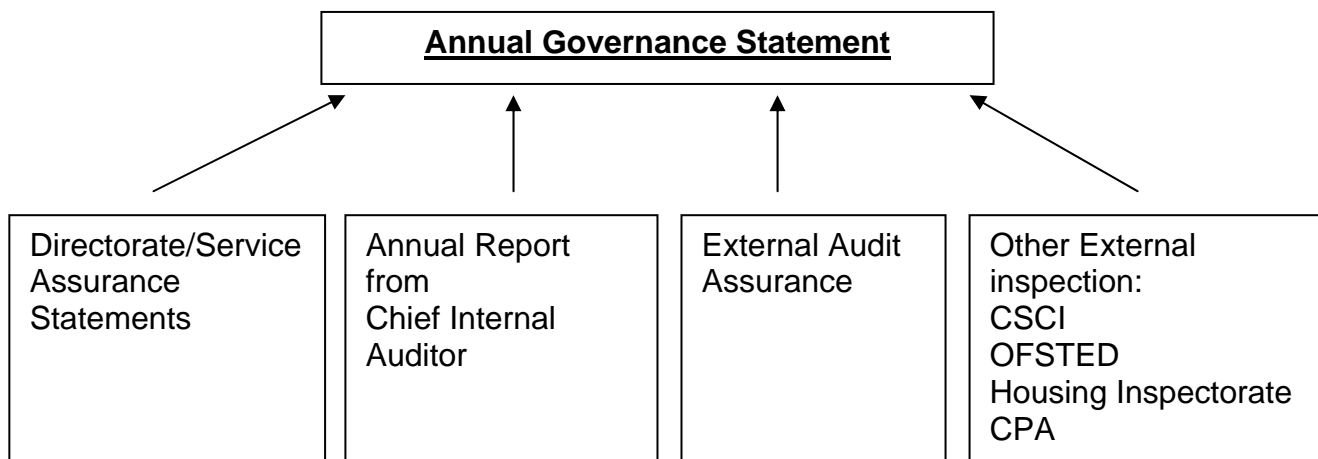 Annual Governance Statement
Directorate/Service
Assurance
Statements
Annual Report
from
Chief Internal
Auditor
External Audit
Assurance
Other External
inspection:
CSCI
OFSTED
Housing Inspectorate
CPA